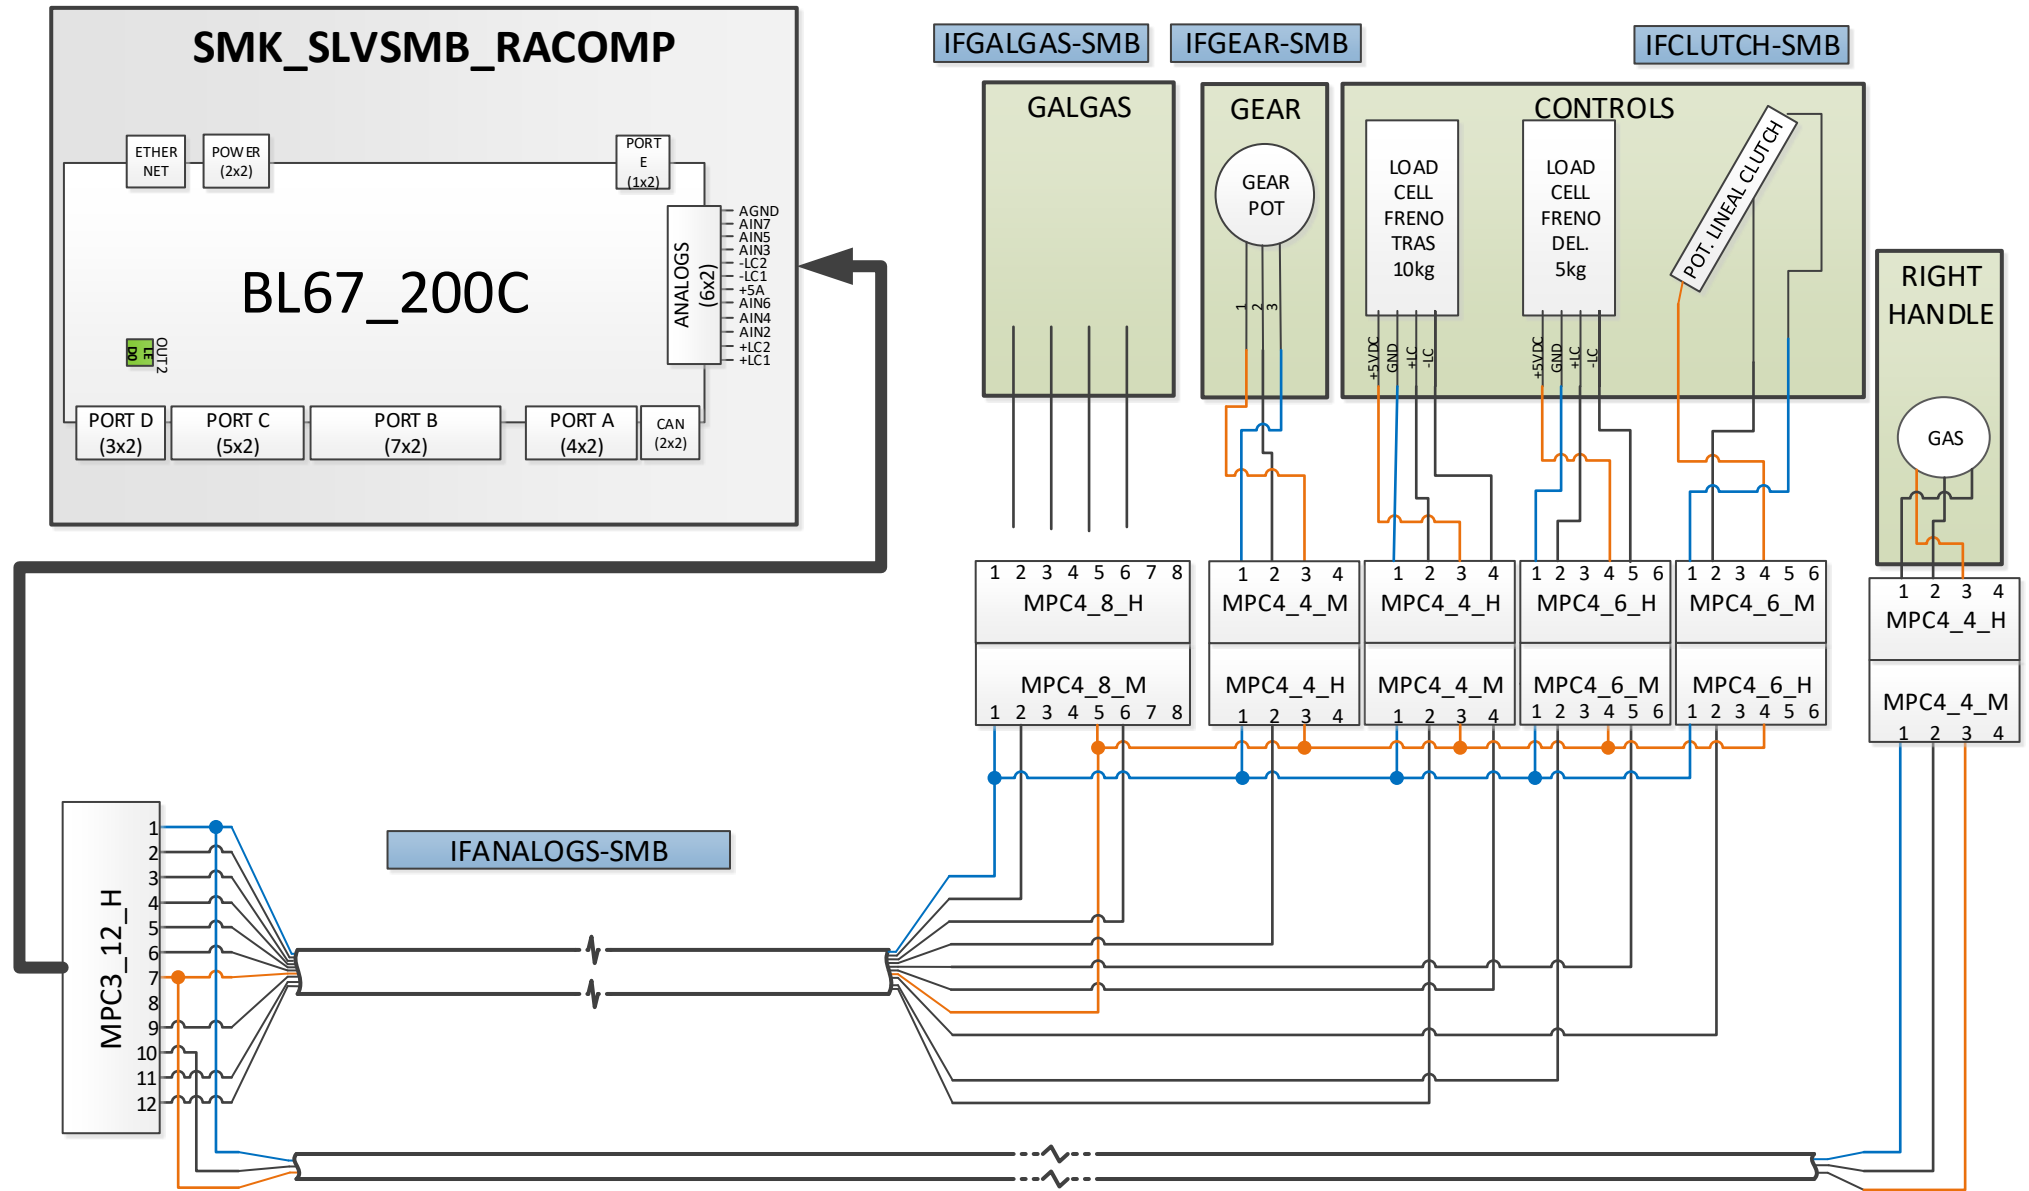 SMK_SLVSMB_RACOMP
ETHER
NET
POWER
(2x2)
PORT
E
(1x2)
ANALOGS
(6x2)
AGND
AIN7
AIN5
AIN3
-LC2
-LC1
+5A
AIN6
AIN4
AIN2
+LC2
+LC1
BL67_200C
LE
D0
OUT2
PORT D
(3x2)
PORT C
(5x2)
PORT B
(7x2)
PORT A
(4x2)
CAN
(2x2)
IFGALGAS-SMB
IFGEAR-SMB
IFCLUTCH-SMB
GALGAS
GEAR
GEAR
POT
1
2
3
CONTROLS
LOAD
CELL
FRENO
TRAS
10kg
+5VDC
GND
+LC
-LC
LOAD
CELL
FRENO
DEL.
5kg
+5VDC
GND
+LC
-LC
POT. LINEAL CLUTCH
RIGHT
HANDLE
GAS
1 2 3 4 5 6 7 8
MPC4_8_H
MPC4_8_M
1 2 3 4 5 6 7 8
1 2 3 4
MPC4_4_M
MPC4_4_H
1 2 3 4
1 2 3 4
MPC4_4_H
MPC4_4_M
1 2 3 4
1 2 3 4 5 6
MPC4_6_H
MPC4_6_M
1 2 3 4 5 6
1 2 3 4 5 6
MPC4_6_M
MPC4_6_H
1 2 3 4 5 6
1 2 3 4
MPC4_4_H
MPC4_4_M
1 2 3 4
IFANALOGS-SMB
MPC3_12_H
1
2
3
4
5
6
7
8
9
10
11
12